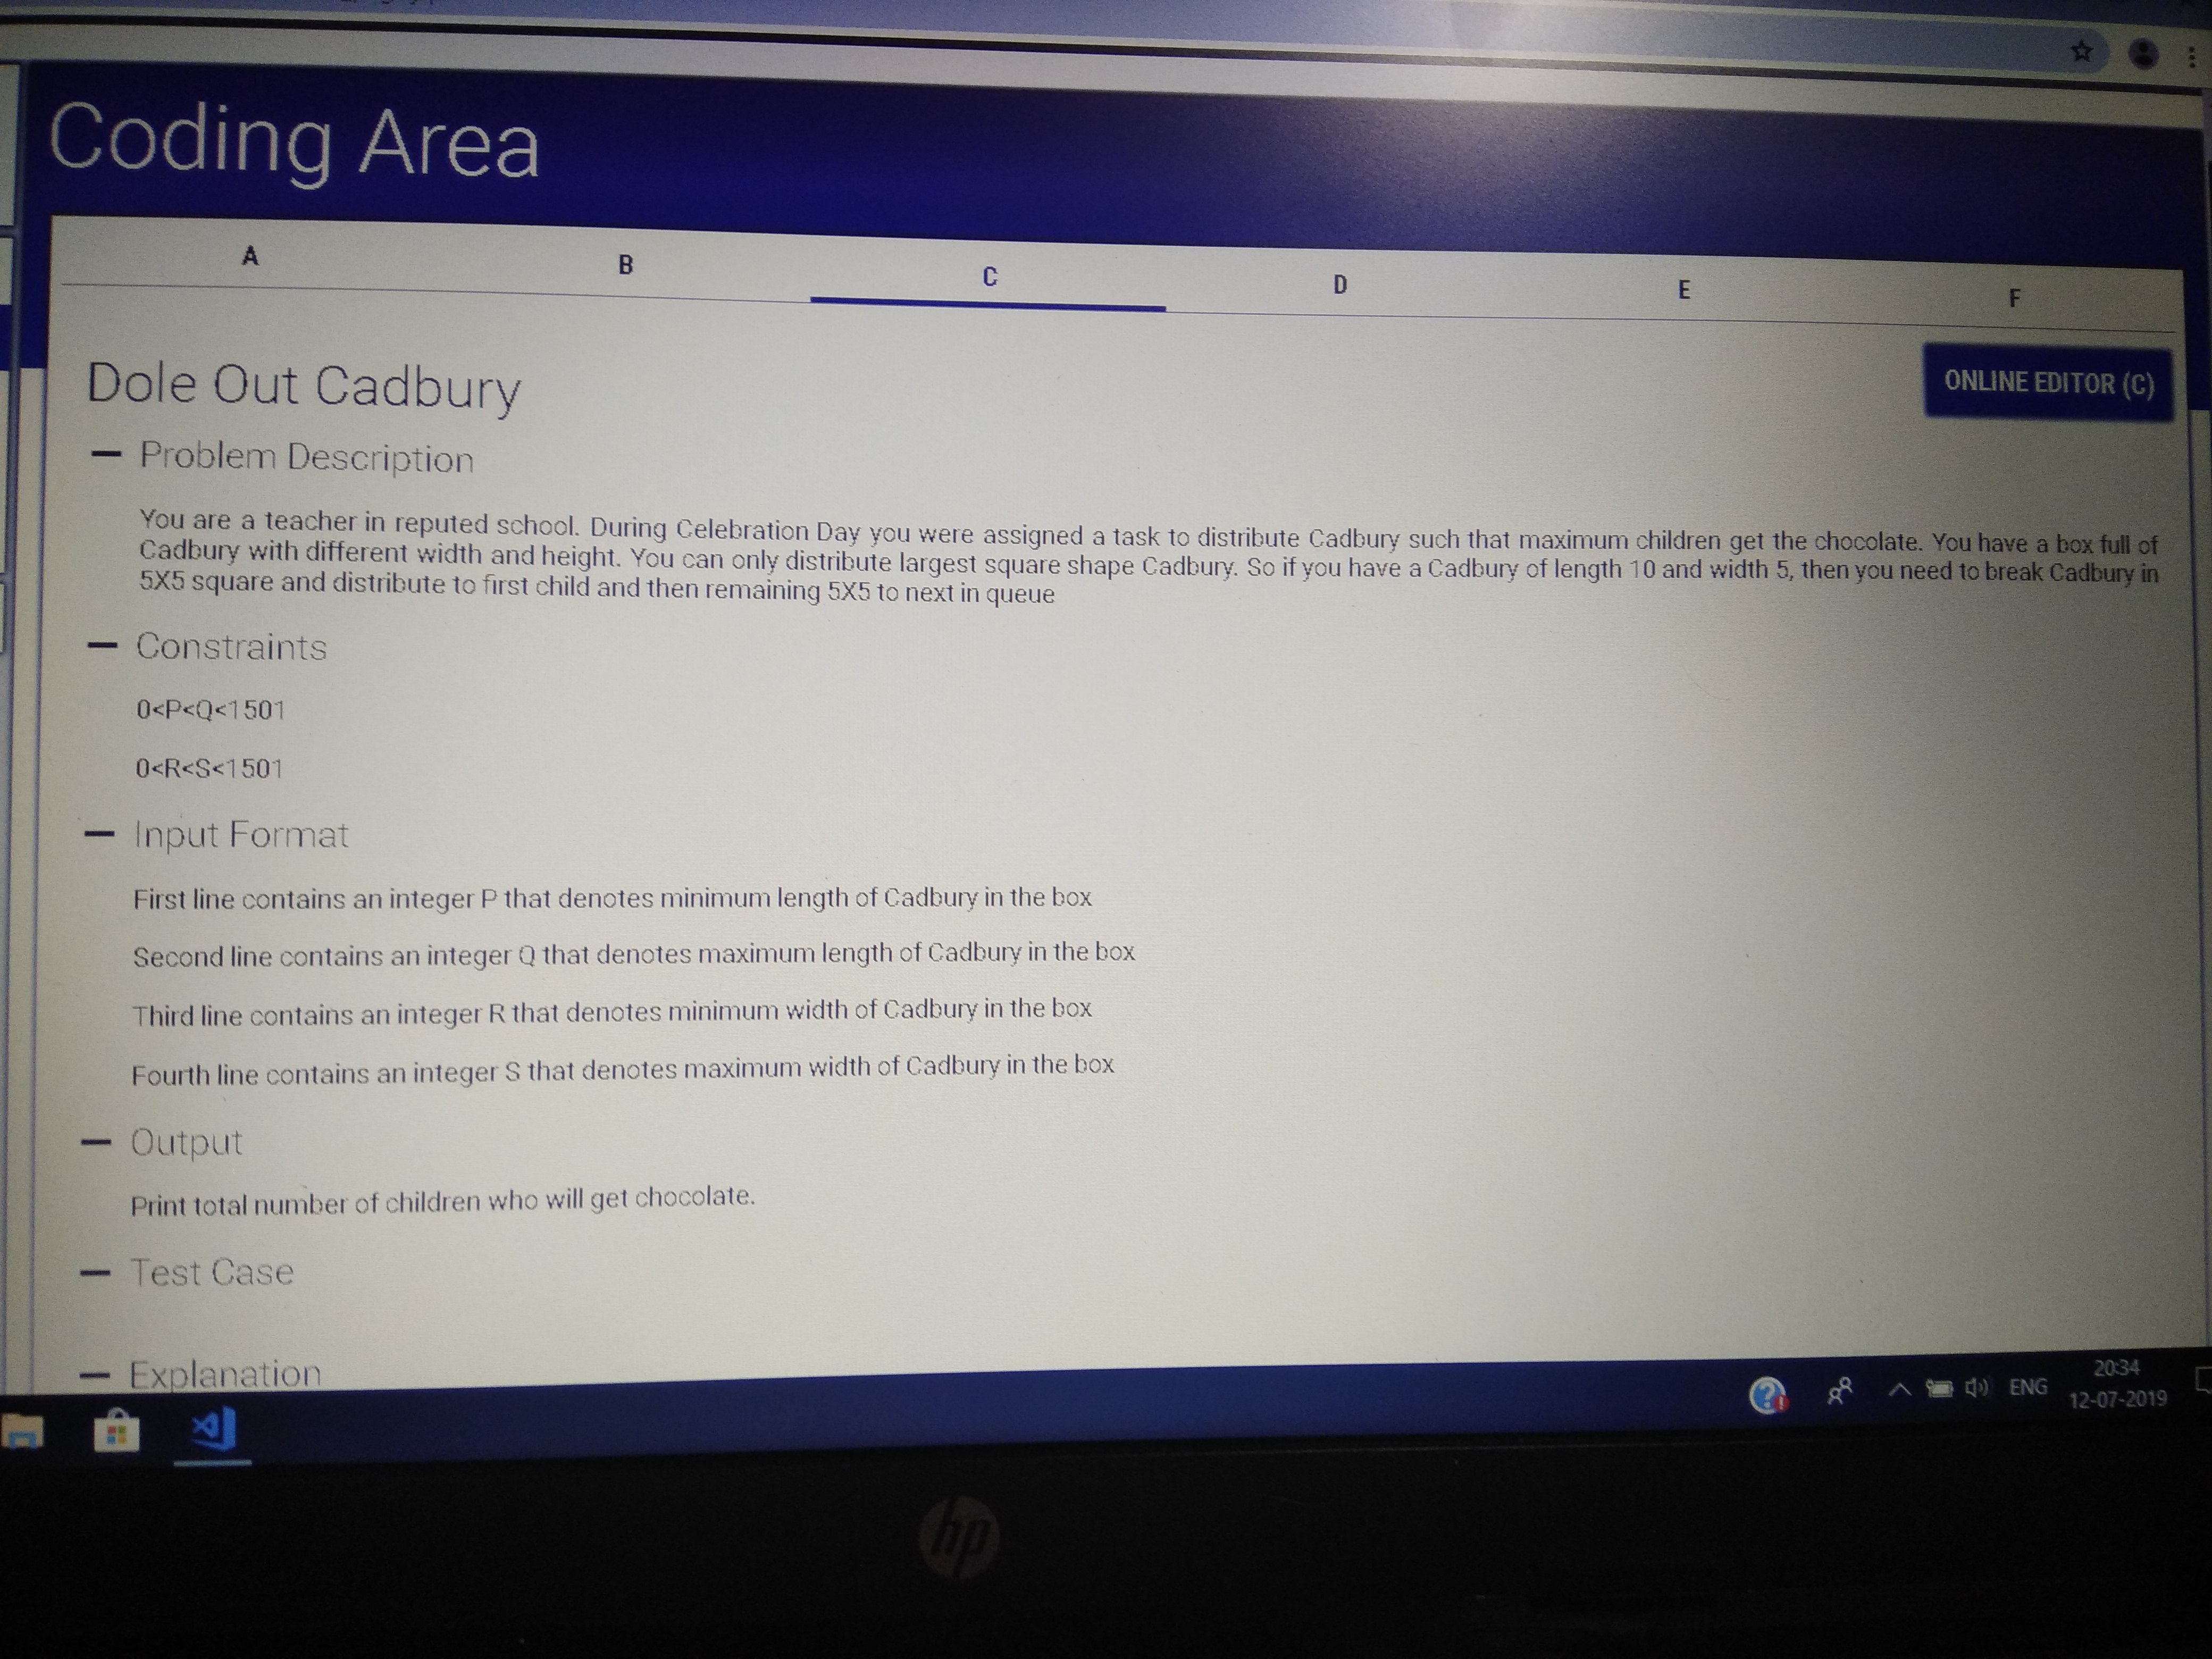 Coding Area
A B C D E F
Dole Out Cadbury
ONLINE EDITOR (C)
Problem Description
You are a teacher in reputed school. During Celebration Day you were assigned a task to distribute Cadbury such that maximum children get the chocolate. You have a box full of
Cadbury with different width and height. You can only distribute largest square shape Cadbury. So if you have a Cadbury of length 10 and width 5, then you need to break Cadbury in
5X5 square and distribute to first child and then remaining 5X5 to next in queue
Constraints
0<P<Q<1501
0<R<S<1501
Input Format
First line contains an integer P that denotes minimum length of Cadbury in the box
Second line contains an integer Q that denotes maximum length of Cadbury in the box
Third line contains an integer R that denotes minimum width of Cadbury in the box
Fourth line contains an integer S that denotes maximum width of Cadbury in the box
Output
Print total number of children who will get chocolate.
Test Case
Explanation
ENG
20:34
12-07-2019
hp